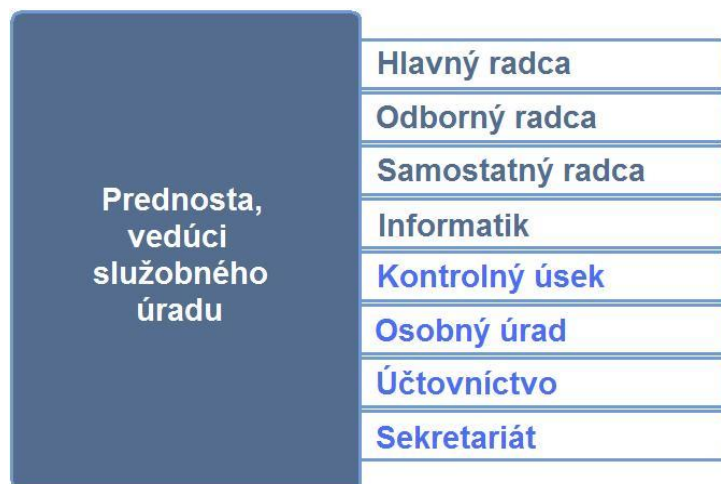 Prednosta,
vedúci
služobného
úradu
Hlavný radca
Odborný radca
Samostatný radca
Informatik
Kontrolný úsek
Osobný úrad
Účtovníctvo
Sekretariát